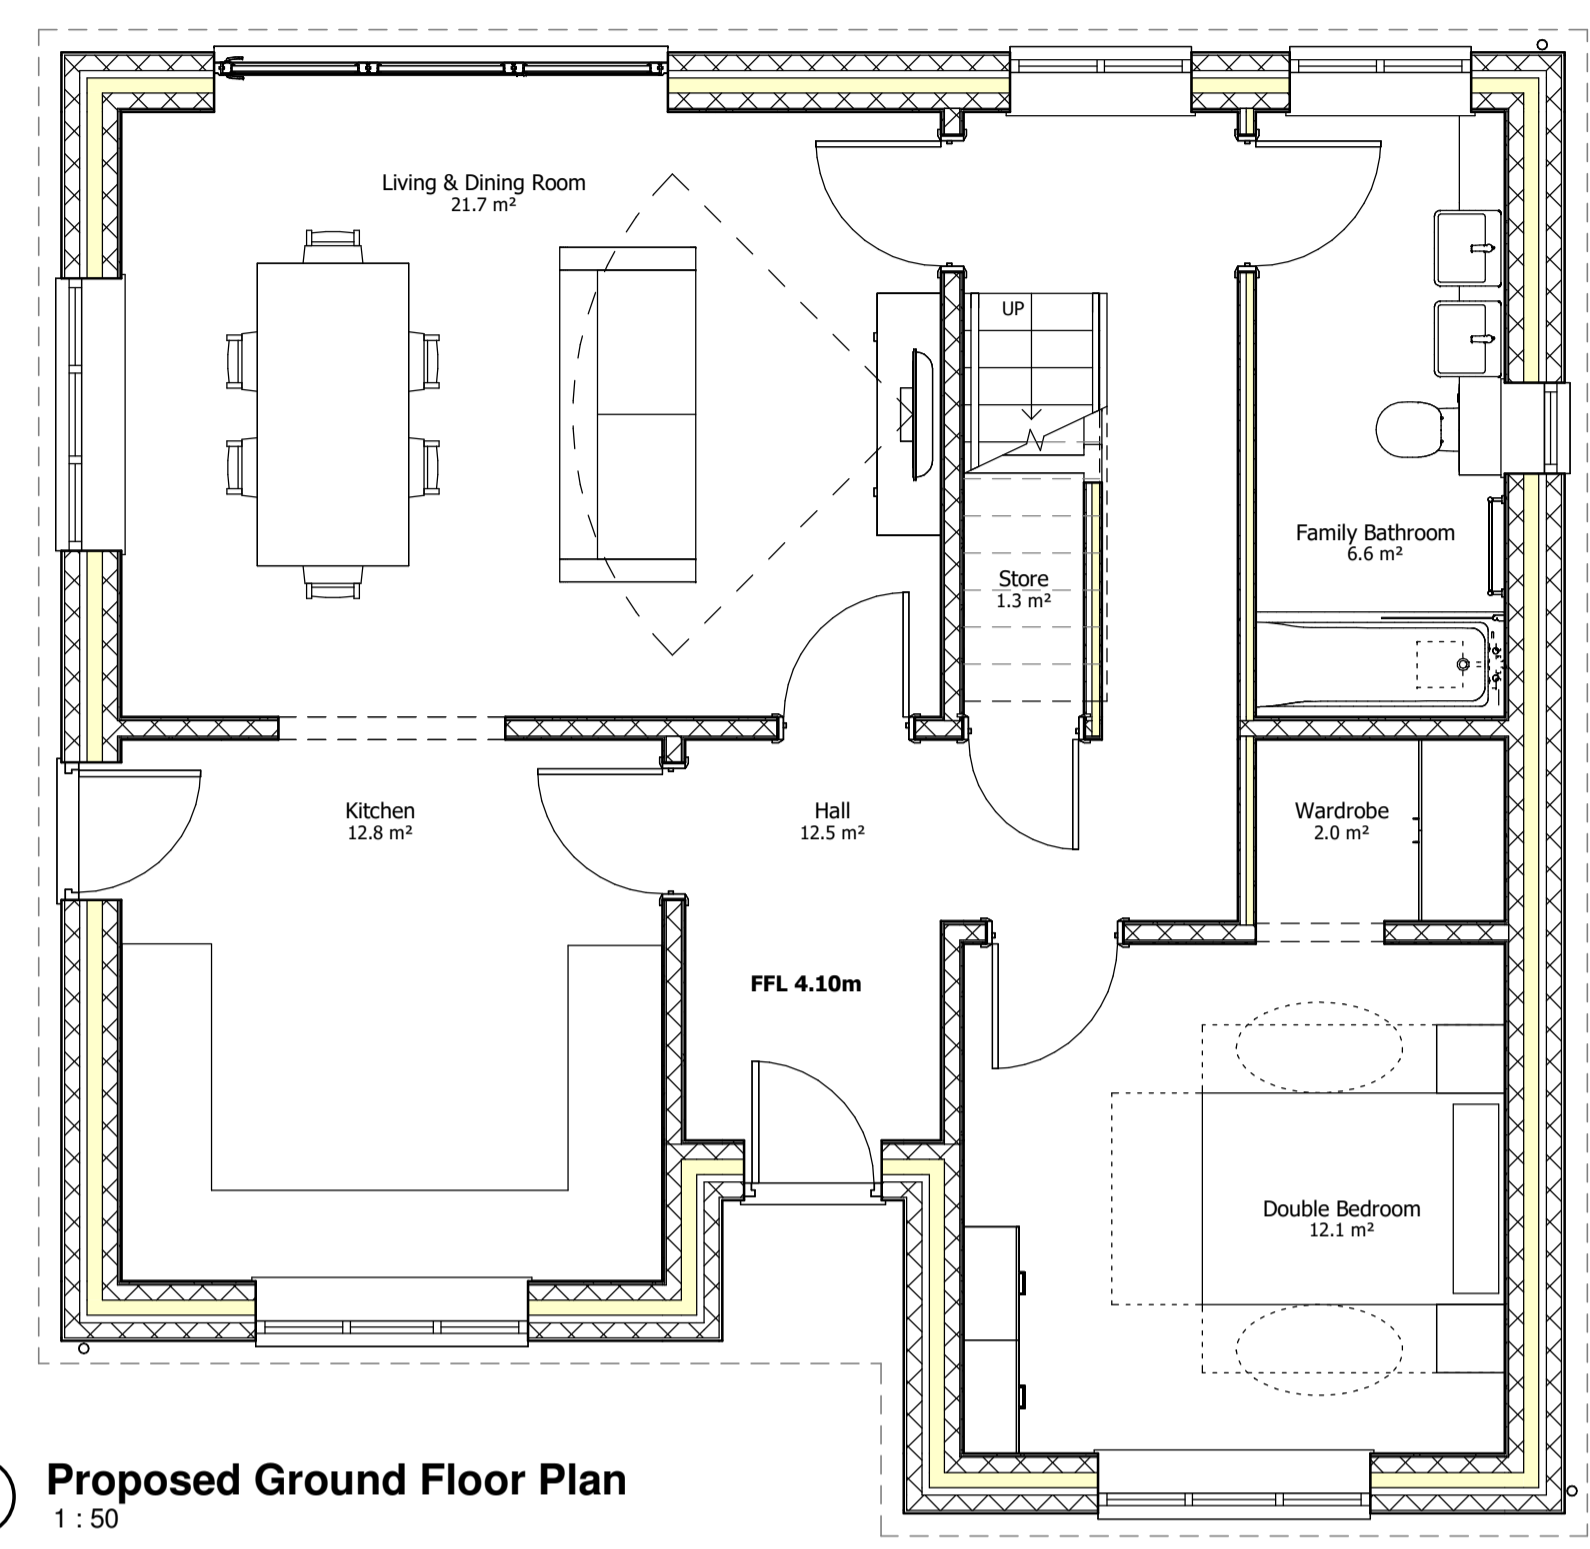 Living & Dining Room
21.7 m²
UP
Family Bathroom
6.6 m²
Store
1.3 m²
Kitchen
12.8 m²
Hall
12.5 m²
Wardrobe
2.0 m²
FFL 4.10m
Double Bedroom
12.1 m²
Proposed Ground Floor Plan
1 : 50